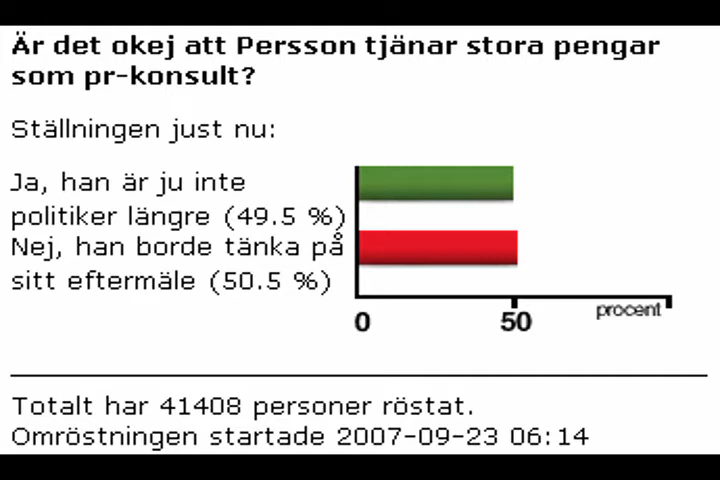 Är det okej att Persson tjänar stora pengar
som pr-konsult?
Ställningen just nu:
Ja, han är ju inte
politiker längre (49.5 %)
Nej, han borde tänka på
sitt eftermäle (50.5 %)
0
50
procent
Totalt har 41408 personer röstat.
Omröstningen startade 2007-09-23 06:14